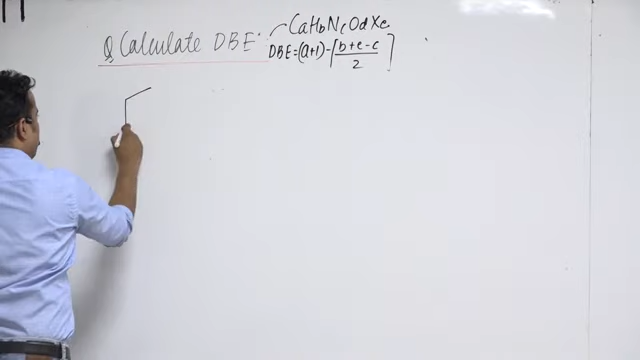 Q Calculate DBE.
CaHbNcOdXe
DBE=(a+1)-[b+e-c/2]